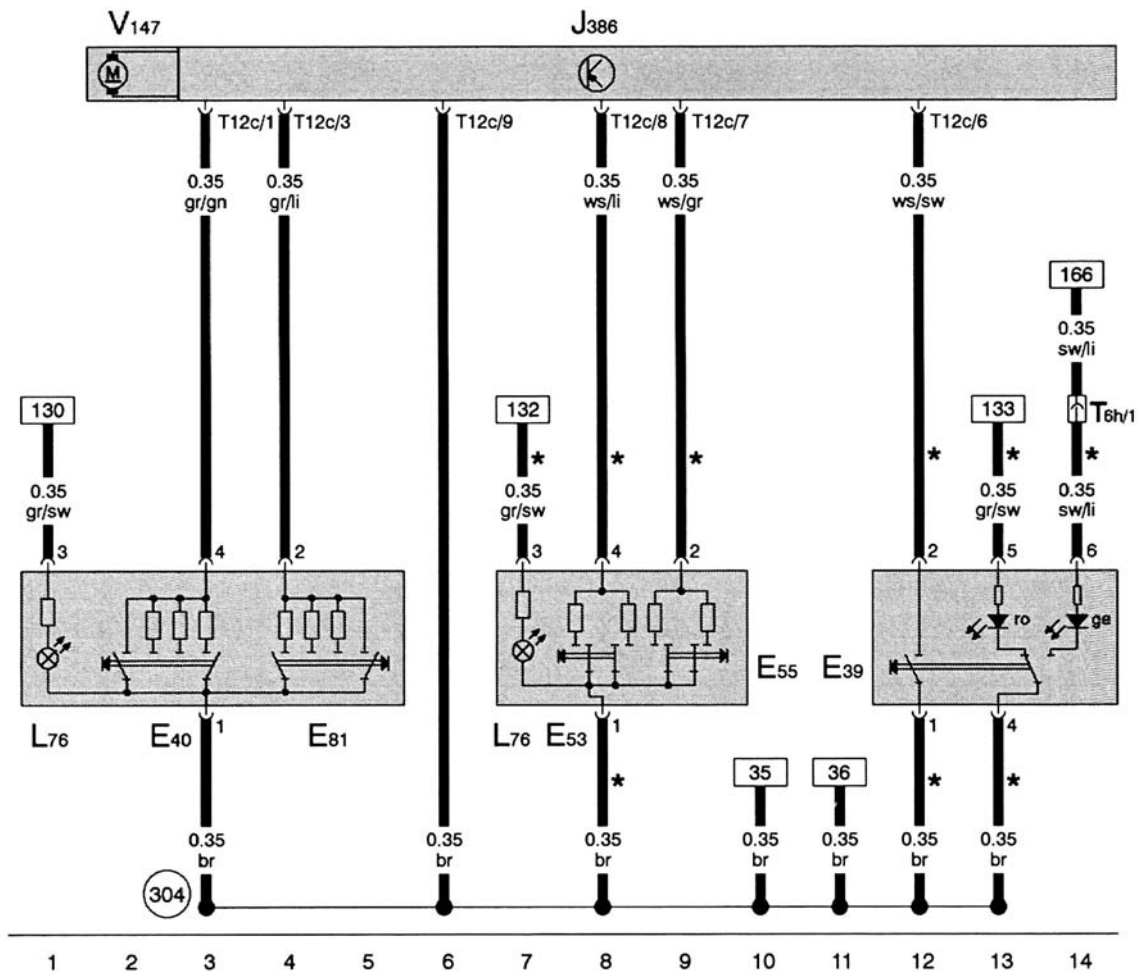 V147 J386
M
T12c/1 T12c/3 T12c/9 T12c/8 T12c/7 T12c/6
0.35 0.35 0.35 0.35 0.35
gr/gn gr/li ws/li ws/gr ws/sw
166
0.35
sw/li
130 132 133 T6h/1
* * * * * *
0.35 0.35 0.35 0.35
gr/sw gr/sw gr/sw sw/li
3 4 2 3 4 2 2 5 6
ro ge
E55 E39
L76 E40 1 E81 L76 E53 1 1 4
35 36
* * *
0.35 0.35 0.35 0.35 0.35 0.35 0.35
br br br br br br br
304
1 2 3 4 5 6 7 8 9 10 11 12 13 14